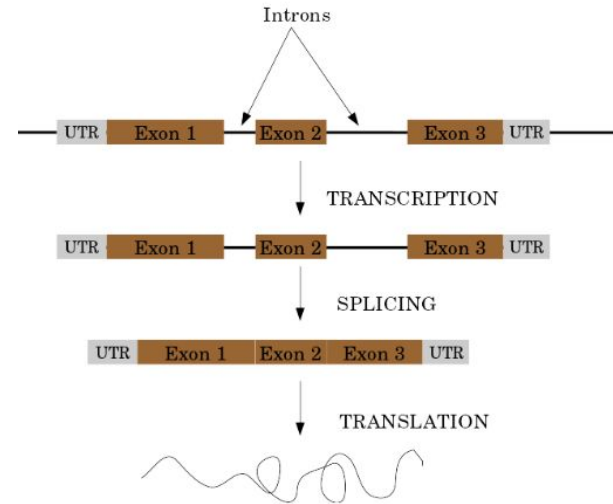 Introns
UTR Exon 1 Exon 2 Exon 3 UTR
TRANSCRIPTION
UTR Exon 1 Exon 2 Exon 3 UTR
SPLICING
UTR Exon 1 Exon 2 Exon 3 UTR
TRANSLATION